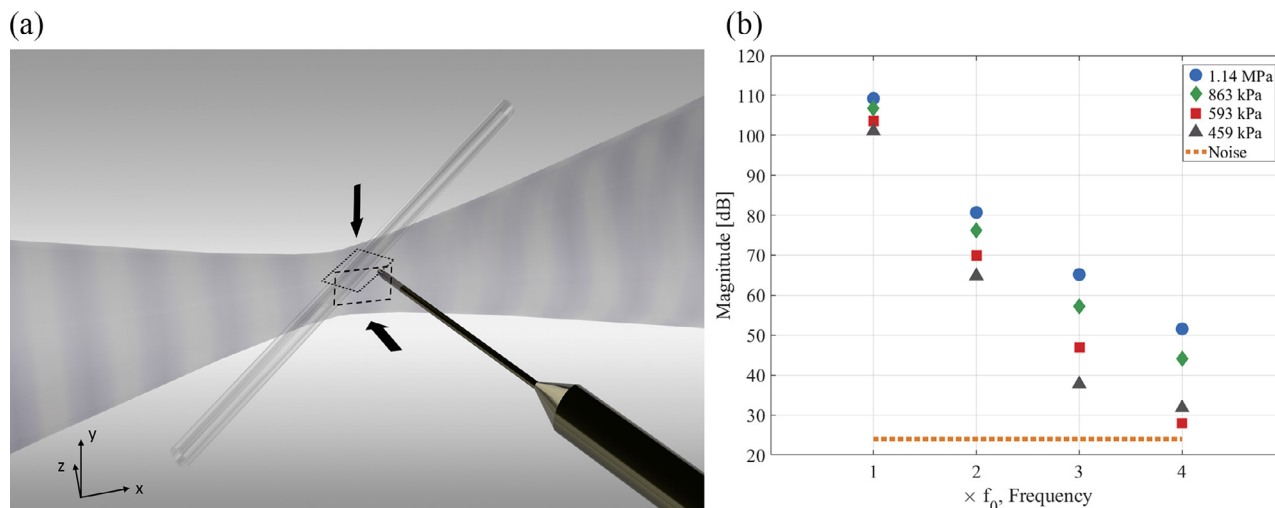 (a)
(b)
y
z
x
120
110
100
90
80
70
60
50
40
30
20
Magnitude [dB]
1.14 MPa
863 kPa
593 kPa
459 kPa
Noise
1 2 3 4
× f₀, Frequency